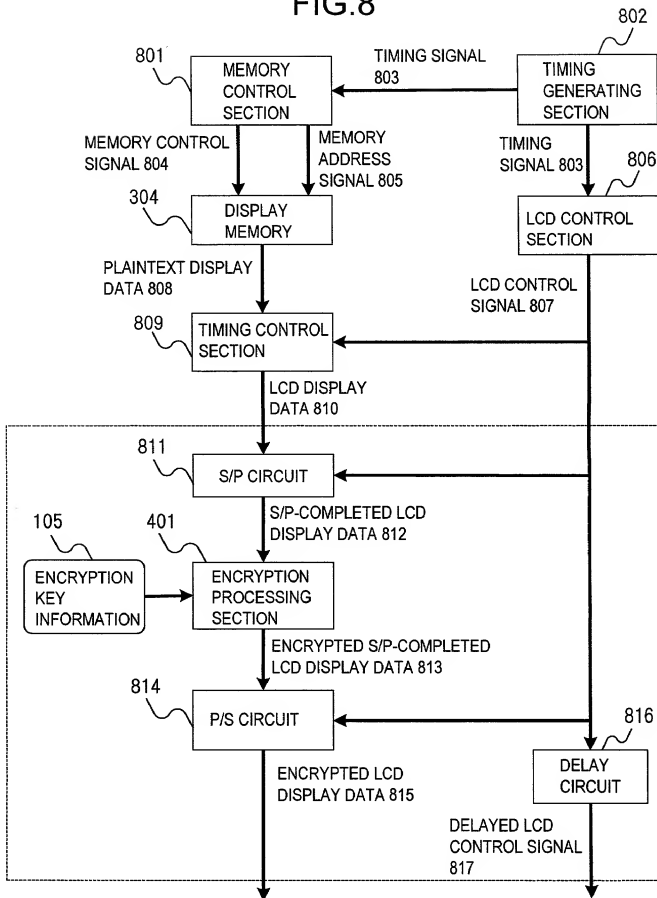 FIG.8
802
801
TIMING SIGNAL
803
MEMORY
CONTROL
SECTION
TIMING
GENERATING
SECTION
MEMORY CONTROL
SIGNAL 804
MEMORY
ADDRESS
SIGNAL 805
TIMING
SIGNAL 803
806
304
DISPLAY
MEMORY
LCD CONTROL
SECTION
PLAINTEXT DISPLAY
DATA 808
LCD CONTROL
SIGNAL 807
809
TIMING CONTROL
SECTION
LCD DISPLAY
DATA 810
811
S/P CIRCUIT
S/P-COMPLETED LCD
DISPLAY DATA 812
105
401
ENCRYPTION
KEY
INFORMATION
ENCRYPTION
PROCESSING
SECTION
ENCRYPTED S/P-COMPLETED
LCD DISPLAY DATA 813
814
P/S CIRCUIT
816
DELAY
CIRCUIT
ENCRYPTED LCD
DISPLAY DATA 815
DELAYED LCD
CONTROL SIGNAL
817